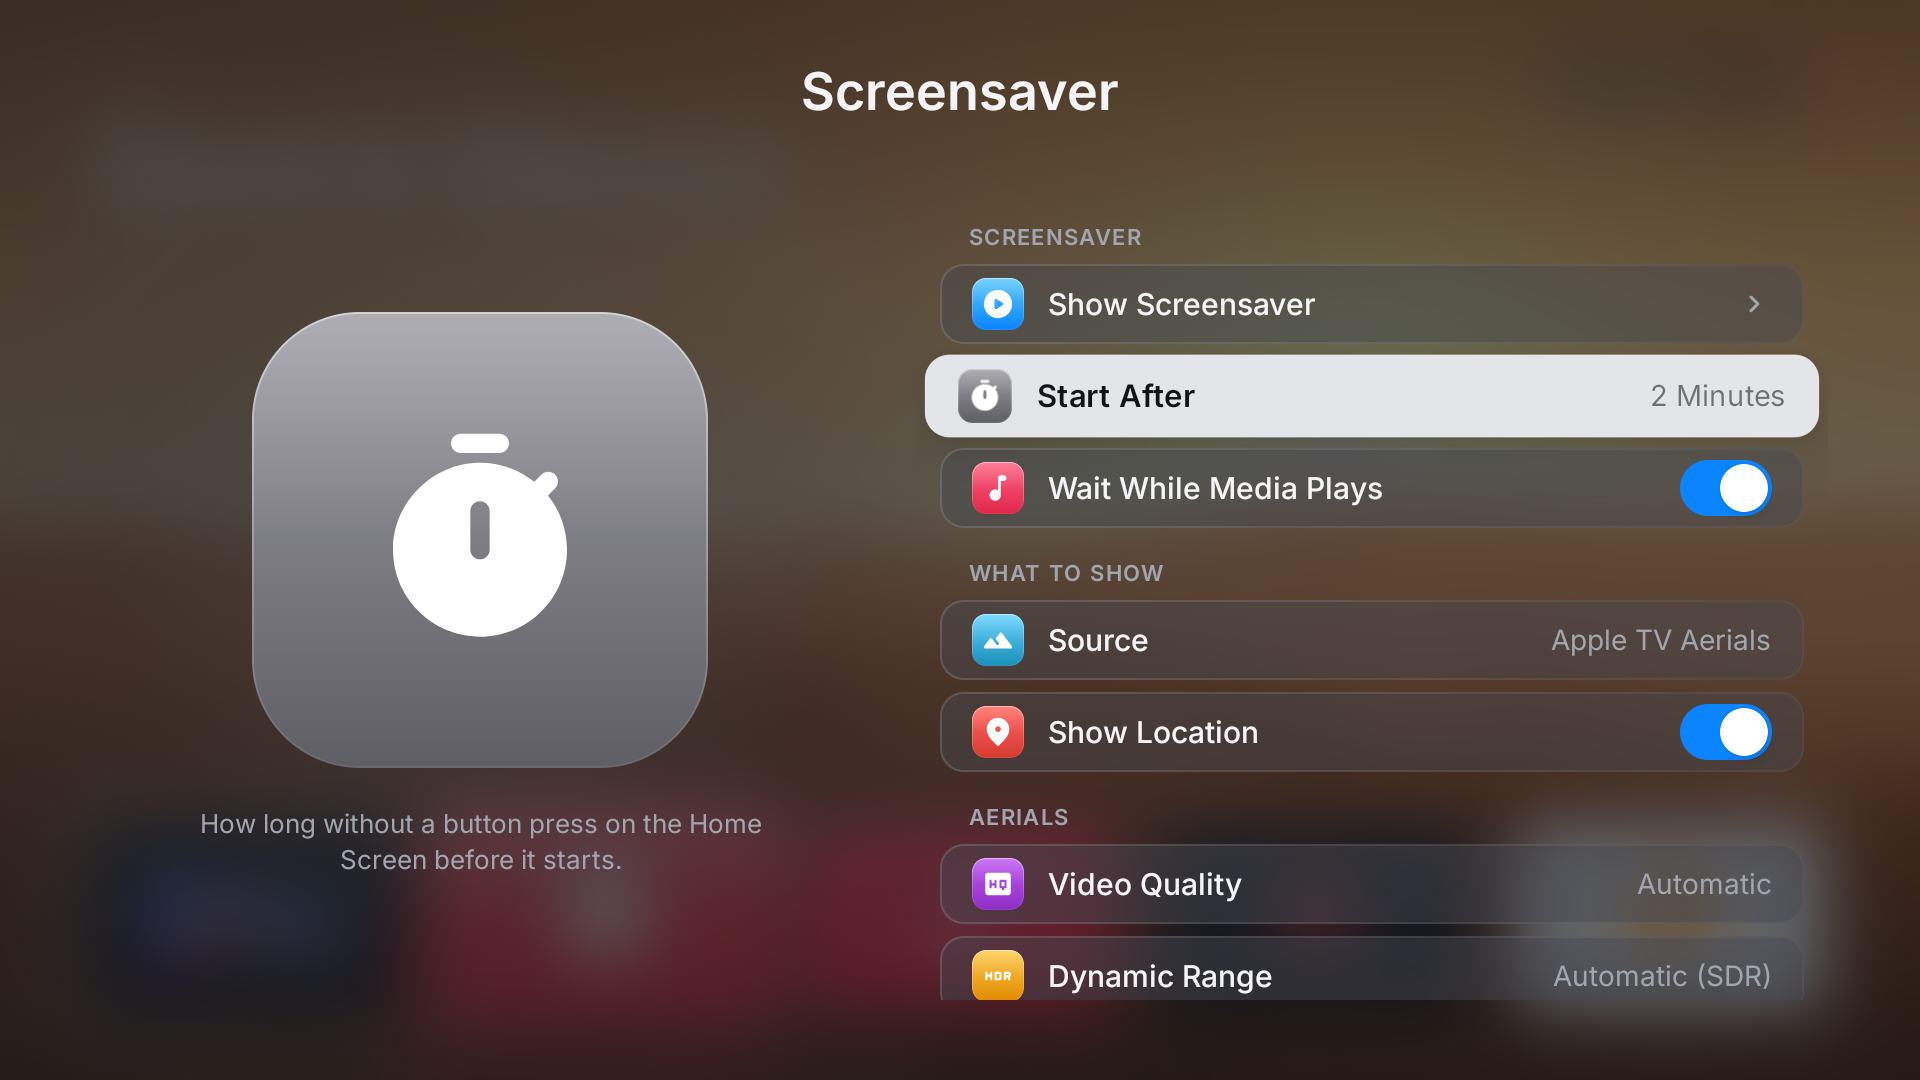 Screensaver
SCREENSAVER
Show Screensaver
Start After
2 Minutes
Wait While Media Plays
WHAT TO SHOW
Source
Apple TV Aerials
Show Location
AERIALS
Video Quality
Automatic
Dynamic Range
Automatic (SDR)
How long without a button press on the Home
Screen before it starts.
HQ
HDR